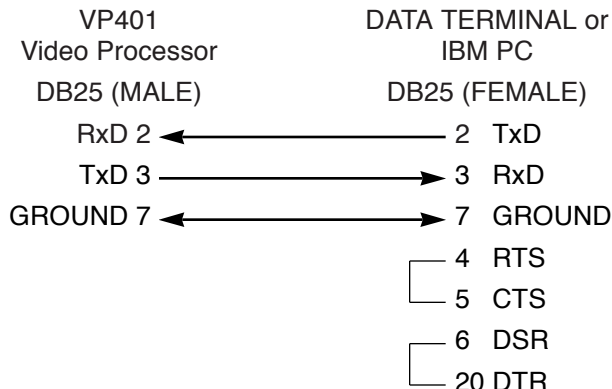 VP401 DATA TERMINAL or
Video Processor IBM PC
DB25 (MALE) DB25 (FEMALE)
RxD 2 2 TxD
TxD 3 3 RxD
GROUND 7 7 GROUND
4 RTS
5 CTS
6 DSR
20 DTR